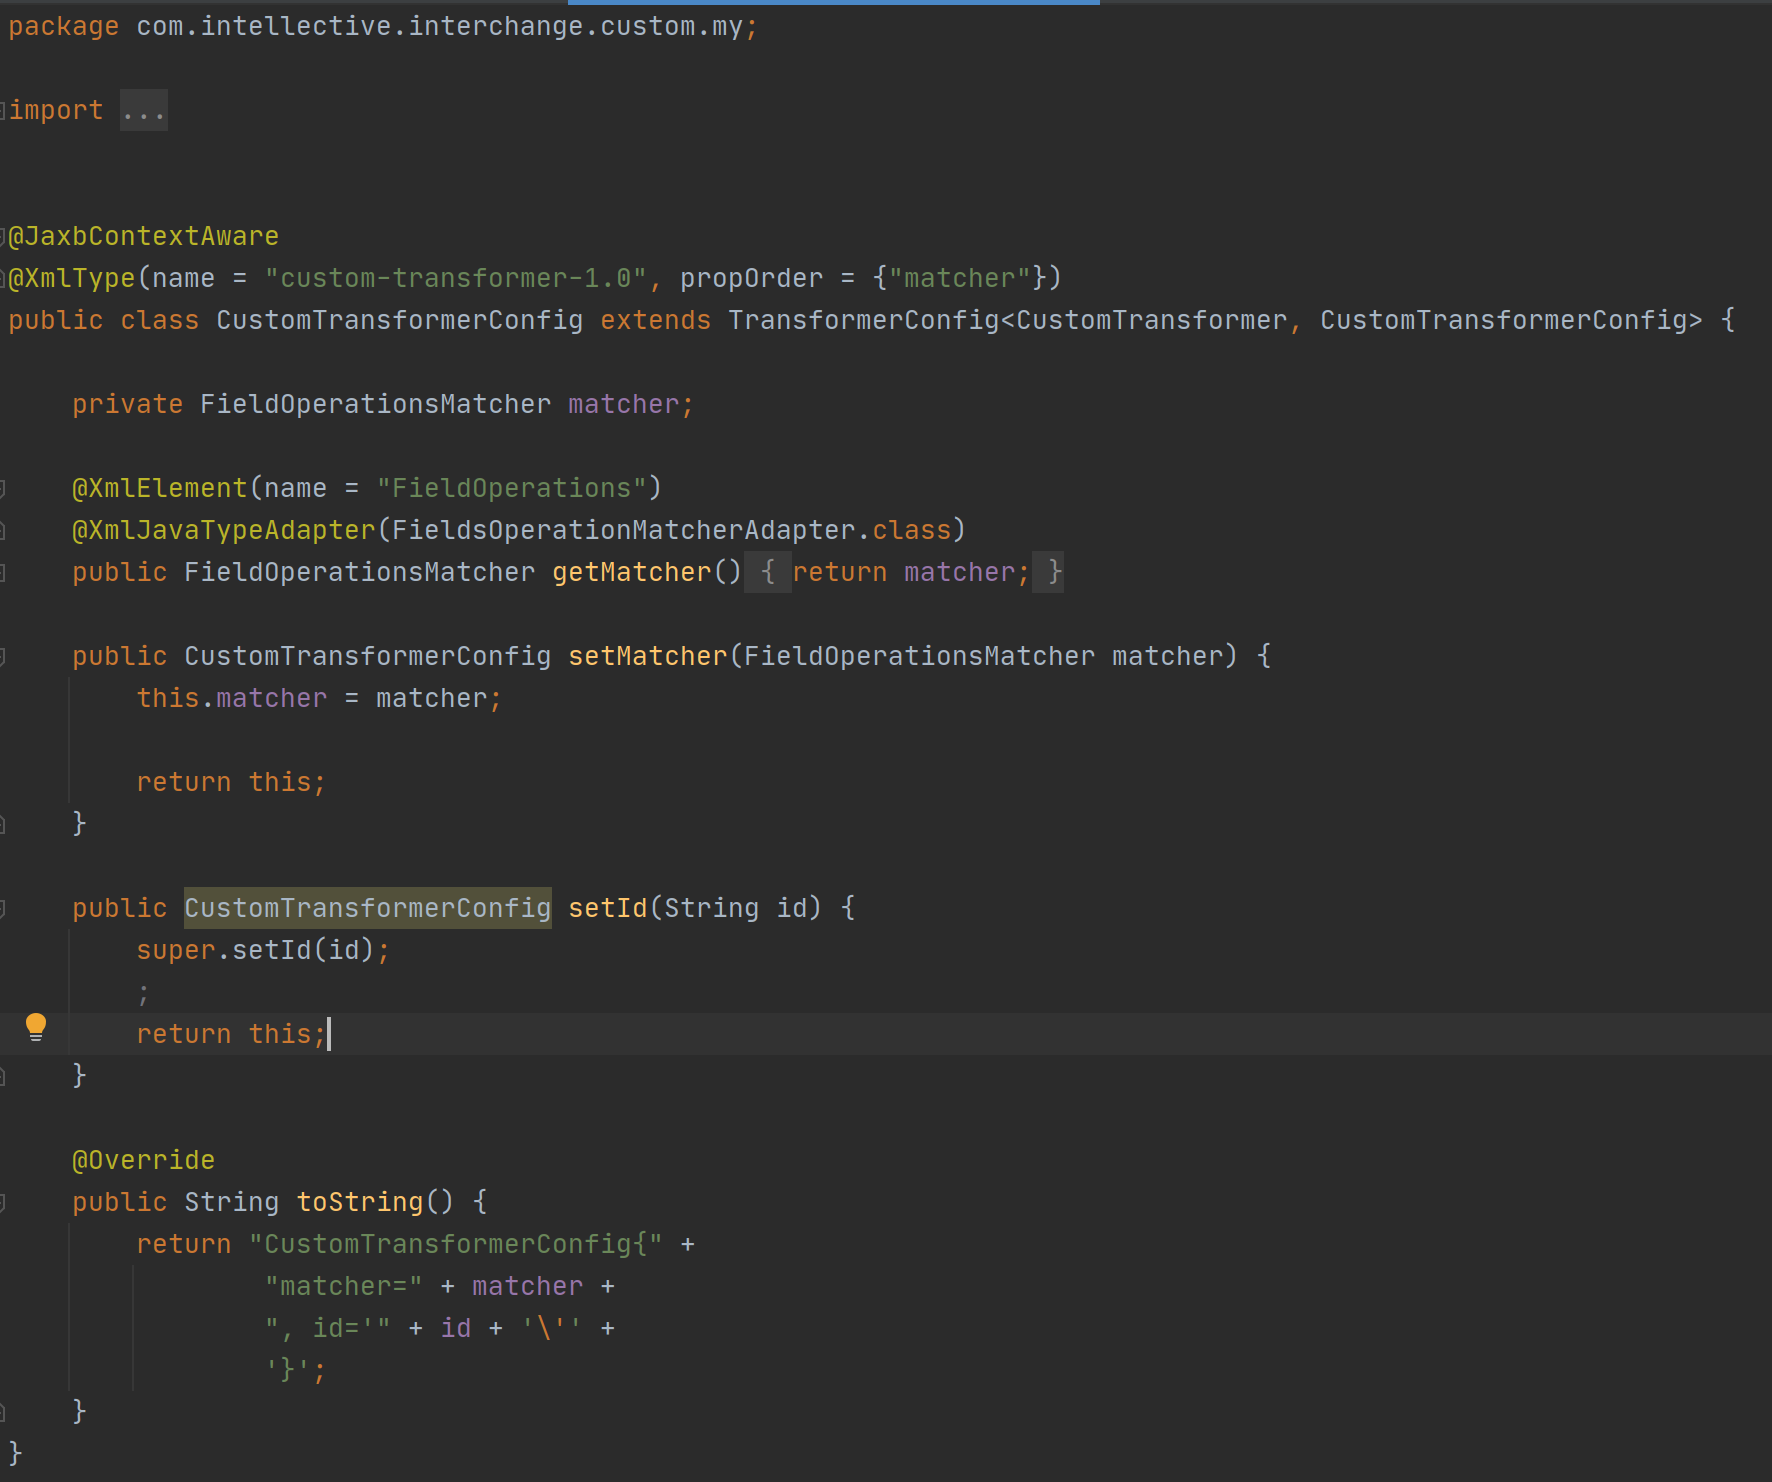 package com.intellective.interchange.custom.my;
import ...
@JaxbContextAware
@XmlType(name = "custom-transformer-1.0", propOrder = {"matcher"})
public class CustomTransformerConfig extends TransformerConfig<CustomTransformer, CustomTransformerConfig> {
private FieldOperationsMatcher matcher;
@XmlElement(name = "FieldOperations")
@XmlJavaTypeAdapter(FieldsOperationMatcherAdapter.class)
public FieldOperationsMatcher getMatcher() { return matcher; }
public CustomTransformerConfig setMatcher(FieldOperationsMatcher matcher) {
this.matcher = matcher;
return this;
}
public CustomTransformerConfig setId(String id) {
super.setId(id);
;
return this;
}
@Override
public String toString() {
return "CustomTransformerConfig{" +
"matcher=" + matcher +
", id='" + id + '\'' +
'}';
}
}